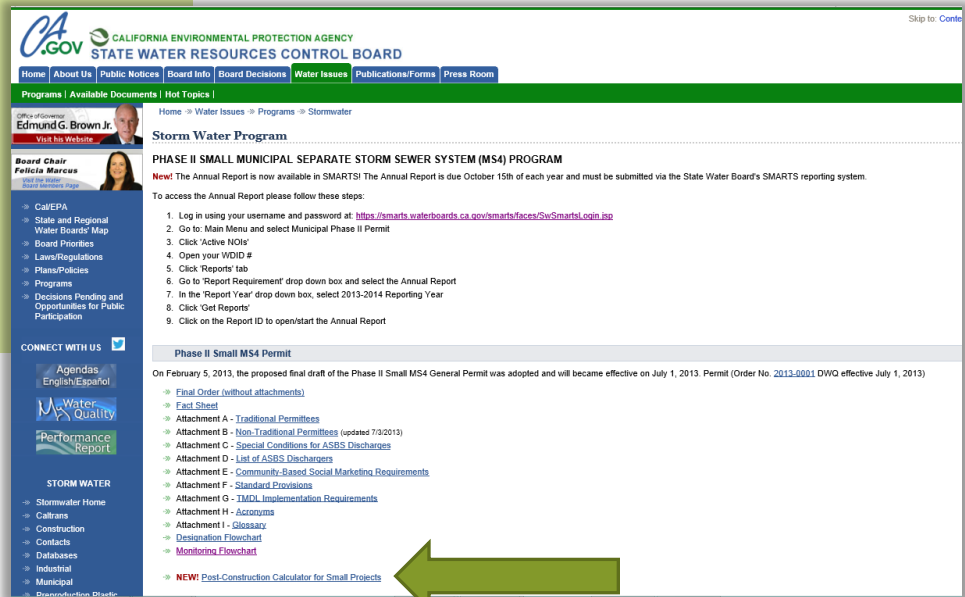 Skip to: Conte
CA.GOV
CALIFORNIA ENVIRONMENTAL PROTECTION AGENCY
STATE WATER RESOURCES CONTROL BOARD
Home About Us Public Notices Board Info Board Decisions Water Issues Publications/Forms Press Room
Programs | Available Documents | Hot Topics |
Office of Governor
Edmund G. Brown Jr.
Visit his Website
Board Chair
Felicia Marcus
Visit the Water
Board Members Page
Cal/EPA
State and Regional
Water Boards' Map
Board Priorities
Laws/Regulations
Plans/Policies
Programs
Decisions Pending and
Opportunities for Public
Participation
CONNECT WITH US
Agendas
English/Español
My Water
Quality
Performance
Report
STORM WATER
Stormwater Home
Caltrans
Construction
Contacts
Databases
Industrial
Municipal
Preproduction Plastic
Home -» Water Issues -» Programs -» Stormwater
Storm Water Program
PHASE II SMALL MUNICIPAL SEPARATE STORM SEWER SYSTEM (MS4) PROGRAM
New! The Annual Report is now available in SMARTS! The Annual Report is due October 15th of each year and must be submitted via the State Water Board's SMARTS reporting system.
To access the Annual Report please follow these steps:
1. Log in using your username and password at: https://smarts.waterboards.ca.gov/smarts/faces/SwSmartsLogin.jsp
2. Go to: Main Menu and select Municipal Phase II Permit
3. Click 'Active NOIs'
4. Open your WDID #
5. Click 'Reports' tab
6. Go to 'Report Requirement' drop down box and select the Annual Report
7. In the 'Report Year' drop down box, select 2013-2014 Reporting Year
8. Click 'Get Reports'
9. Click on the Report ID to open/start the Annual Report
Phase II Small MS4 Permit
On February 5, 2013, the proposed final draft of the Phase II Small MS4 General Permit was adopted and will became effective on July 1, 2013. Permit (Order No. 2013-0001 DWQ effective July 1, 2013)
Final Order (without attachments)
Fact Sheet
Attachment A - Traditional Permittees
Attachment B - Non-Traditional Permittees (updated 7/3/2013)
Attachment C - Special Conditions for ASBS Discharges
Attachment D - List of ASBS Dischargers
Attachment E - Community-Based Social Marketing Requirements
Attachment F - Standard Provisions
Attachment G - TMDL Implementation Requirements
Attachment H - Acronyms
Attachment I - Glossary
Designation Flowchart
Monitoring Flowchart
NEW! Post-Construction Calculator for Small Projects